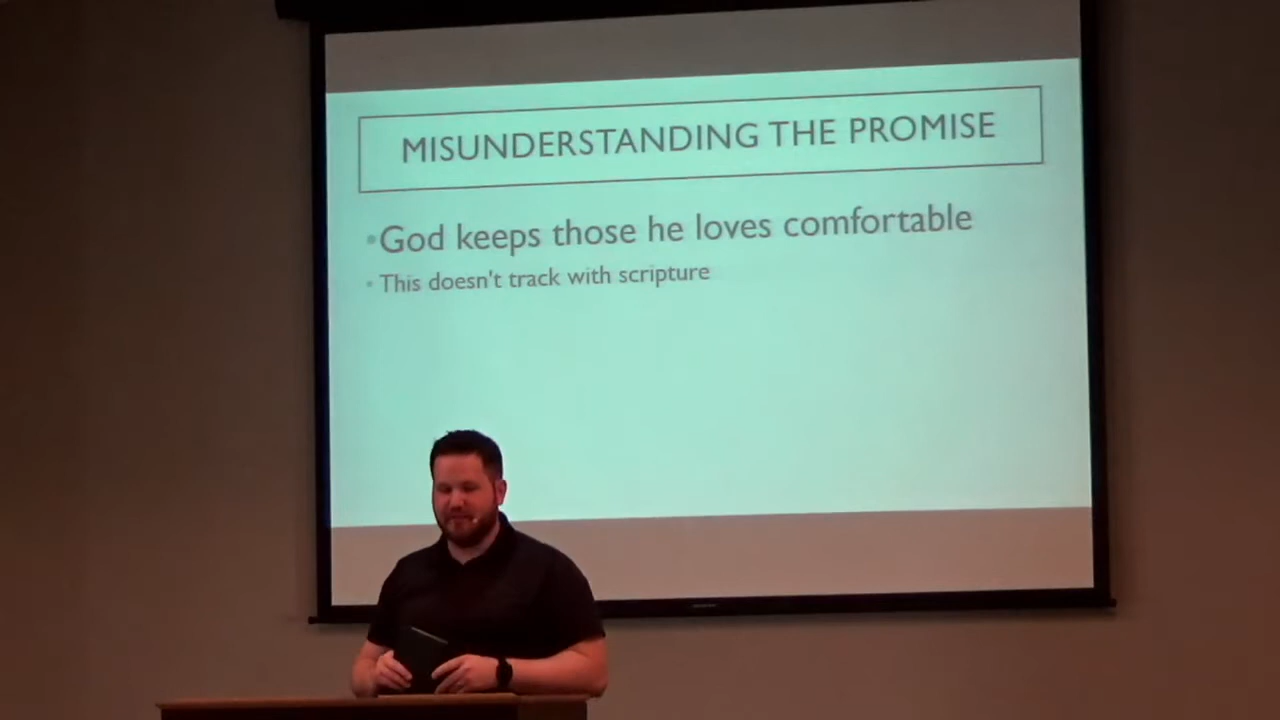 MISUNDERSTANDING THE PROMISE
•God keeps those he loves comfortable
• This doesn't track with scripture